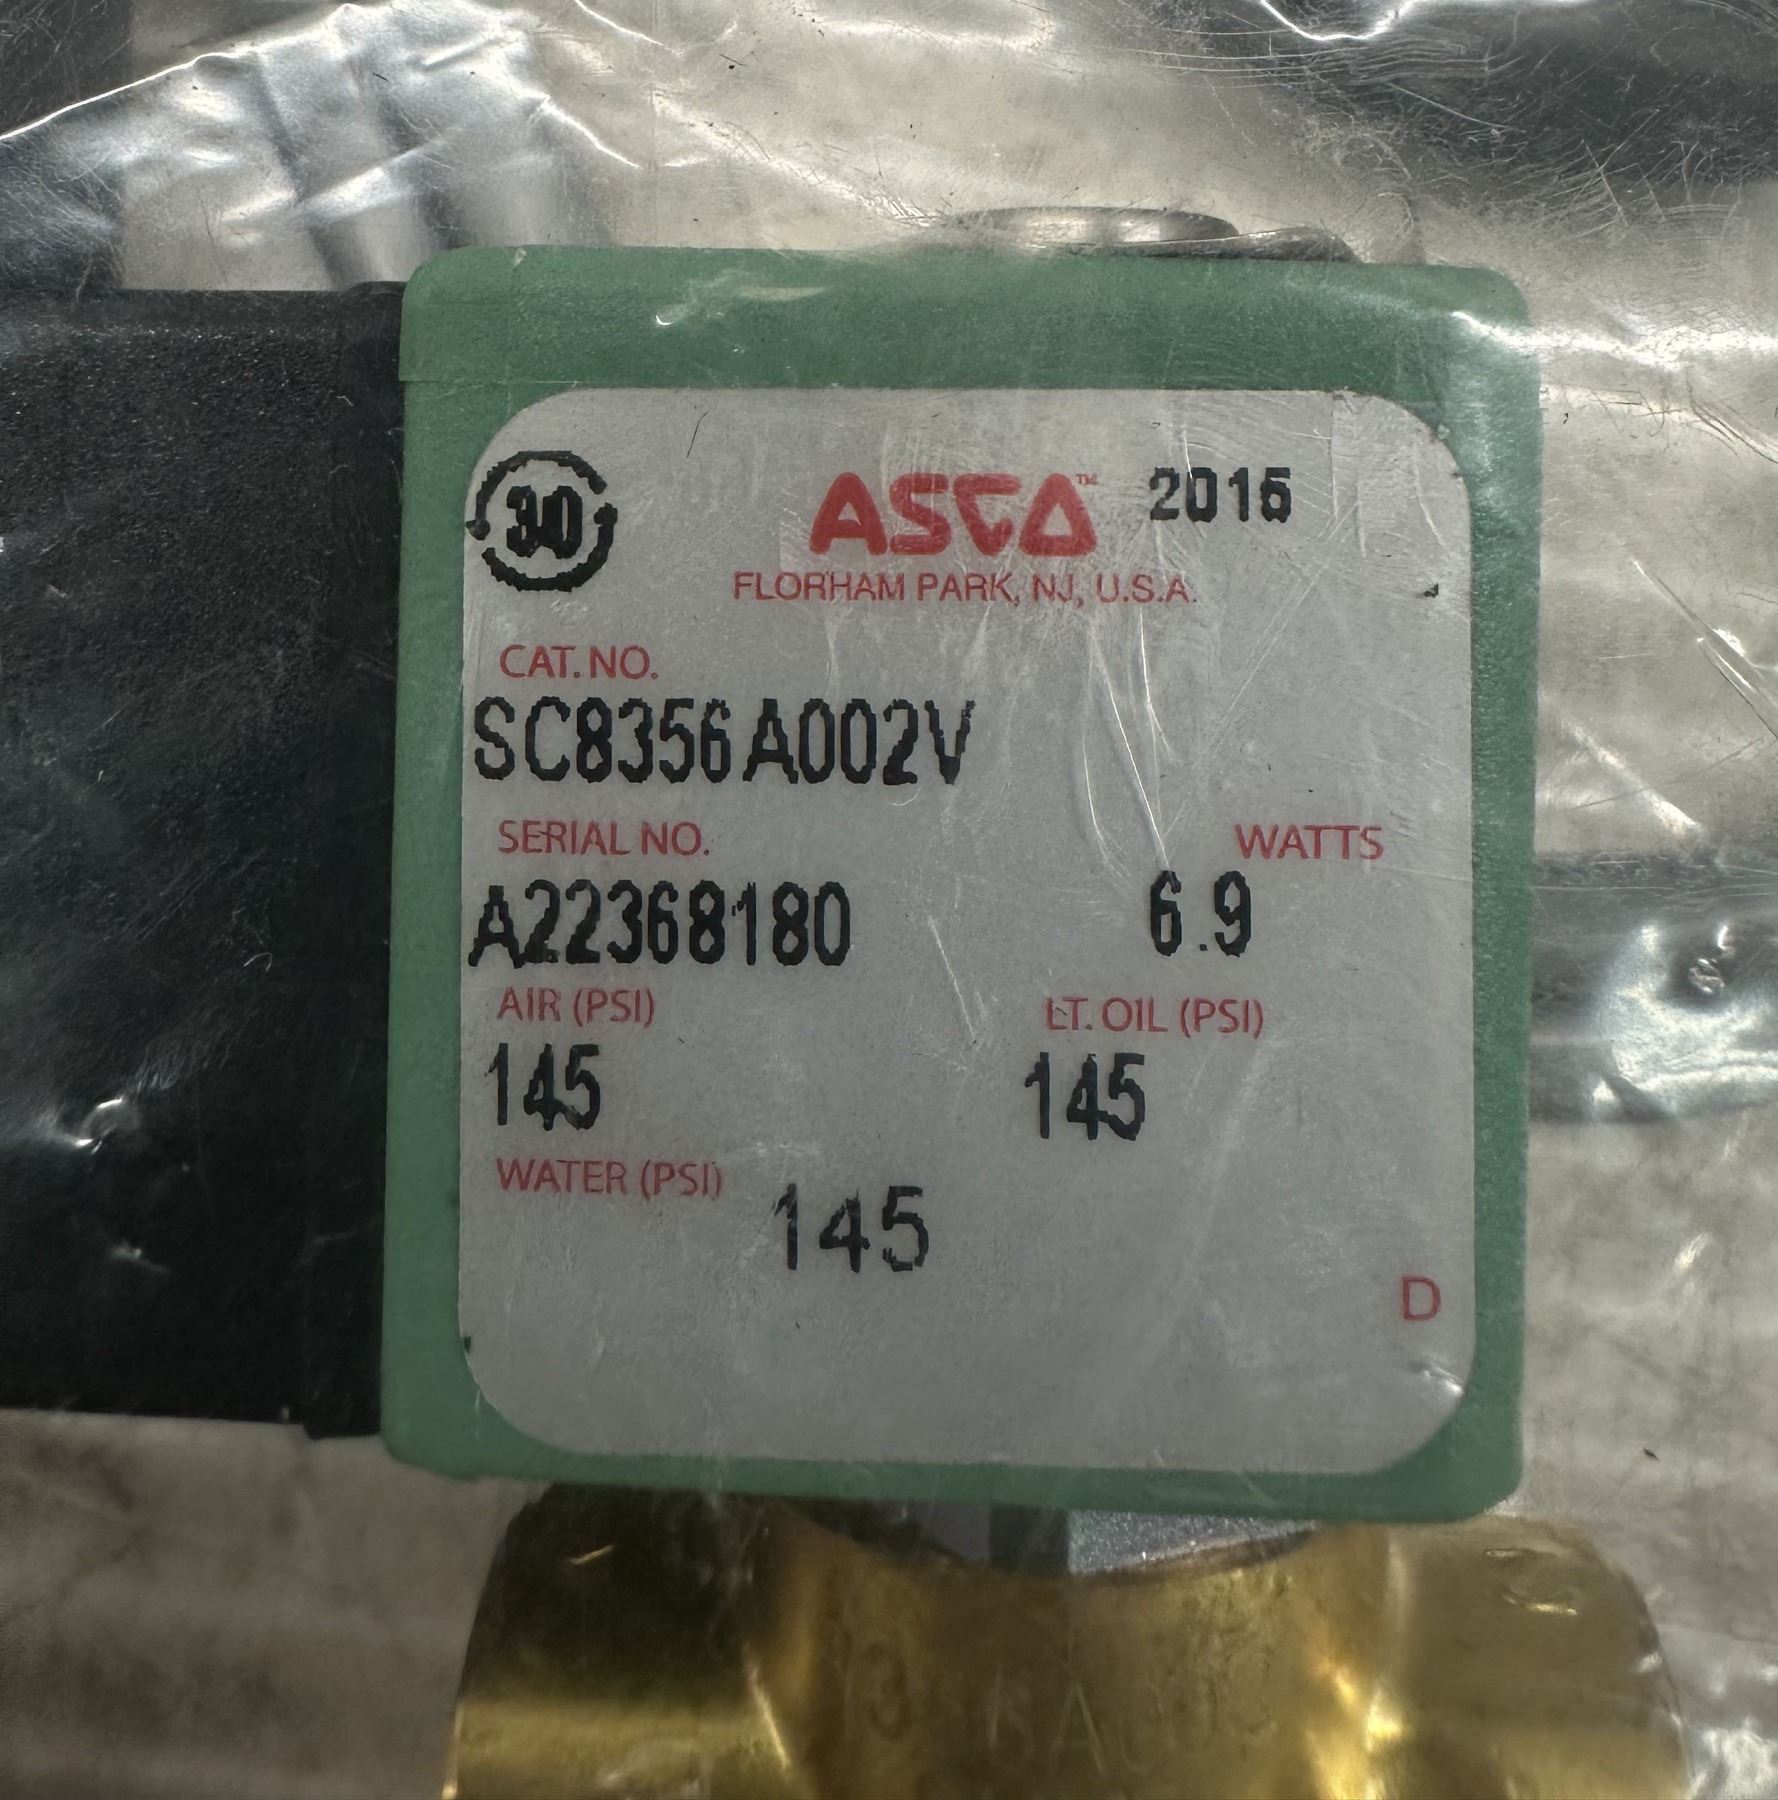 30 ASCA™ 2016
FLORHAM PARK, NJ, U.S.A.
CAT. NO.
SC8356A002V
SERIAL NO. WATTS
A22368180 6.9
AIR (PSI) LT. OIL (PSI)
145 145
WATER (PSI) 145
D